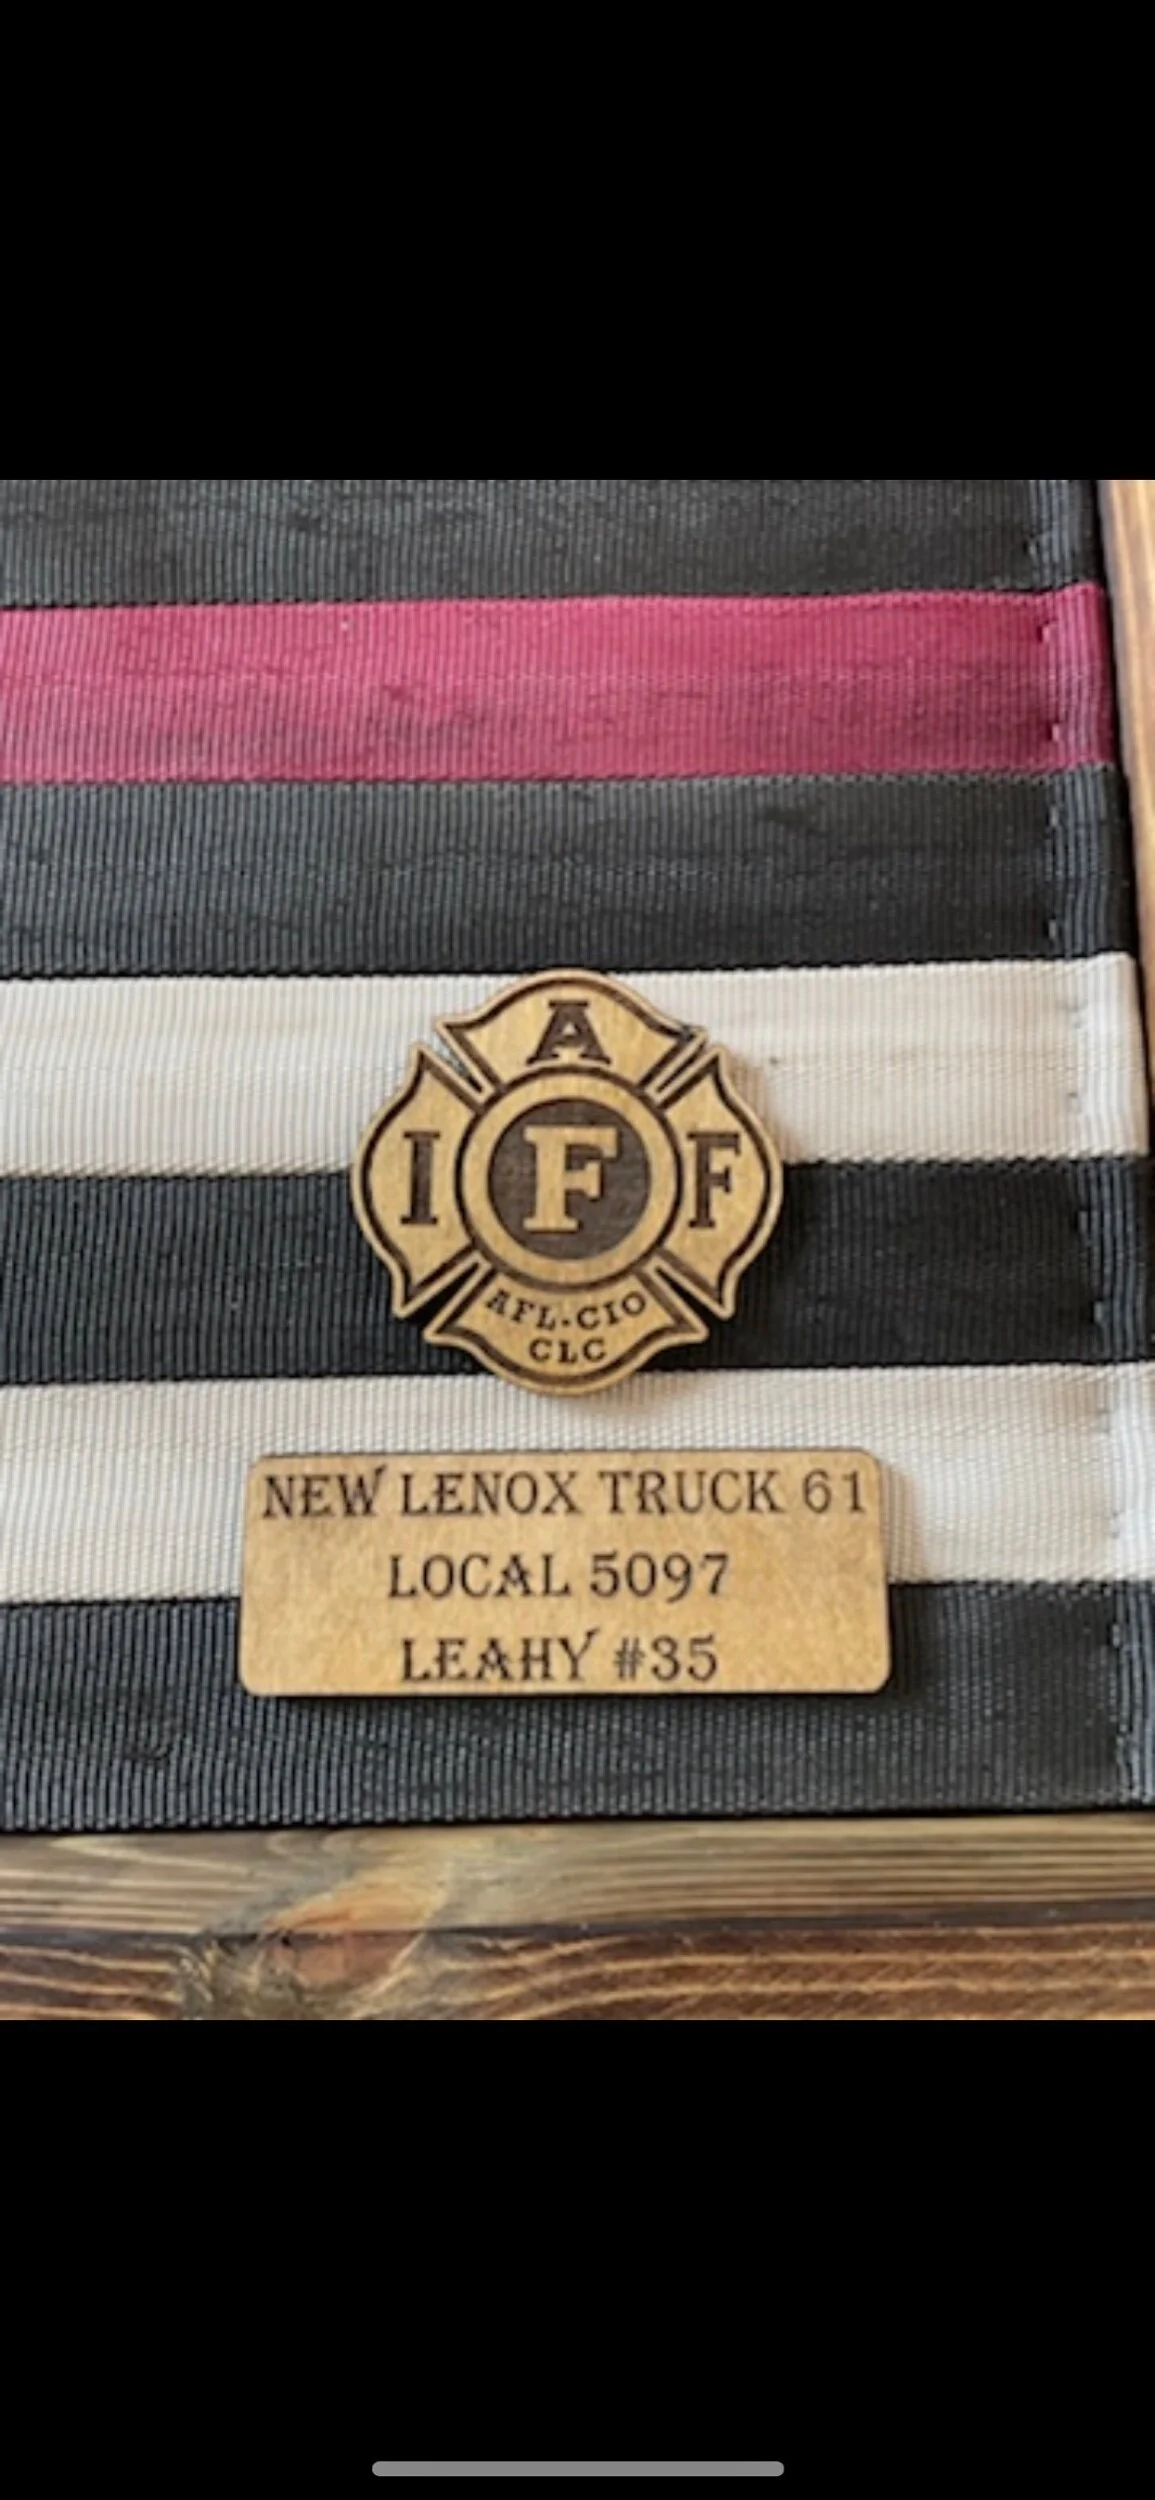 A
I F F
AFL-CIO
CLC
NEW LENOX TRUCK 61
LOCAL 5097
LEAHY #35